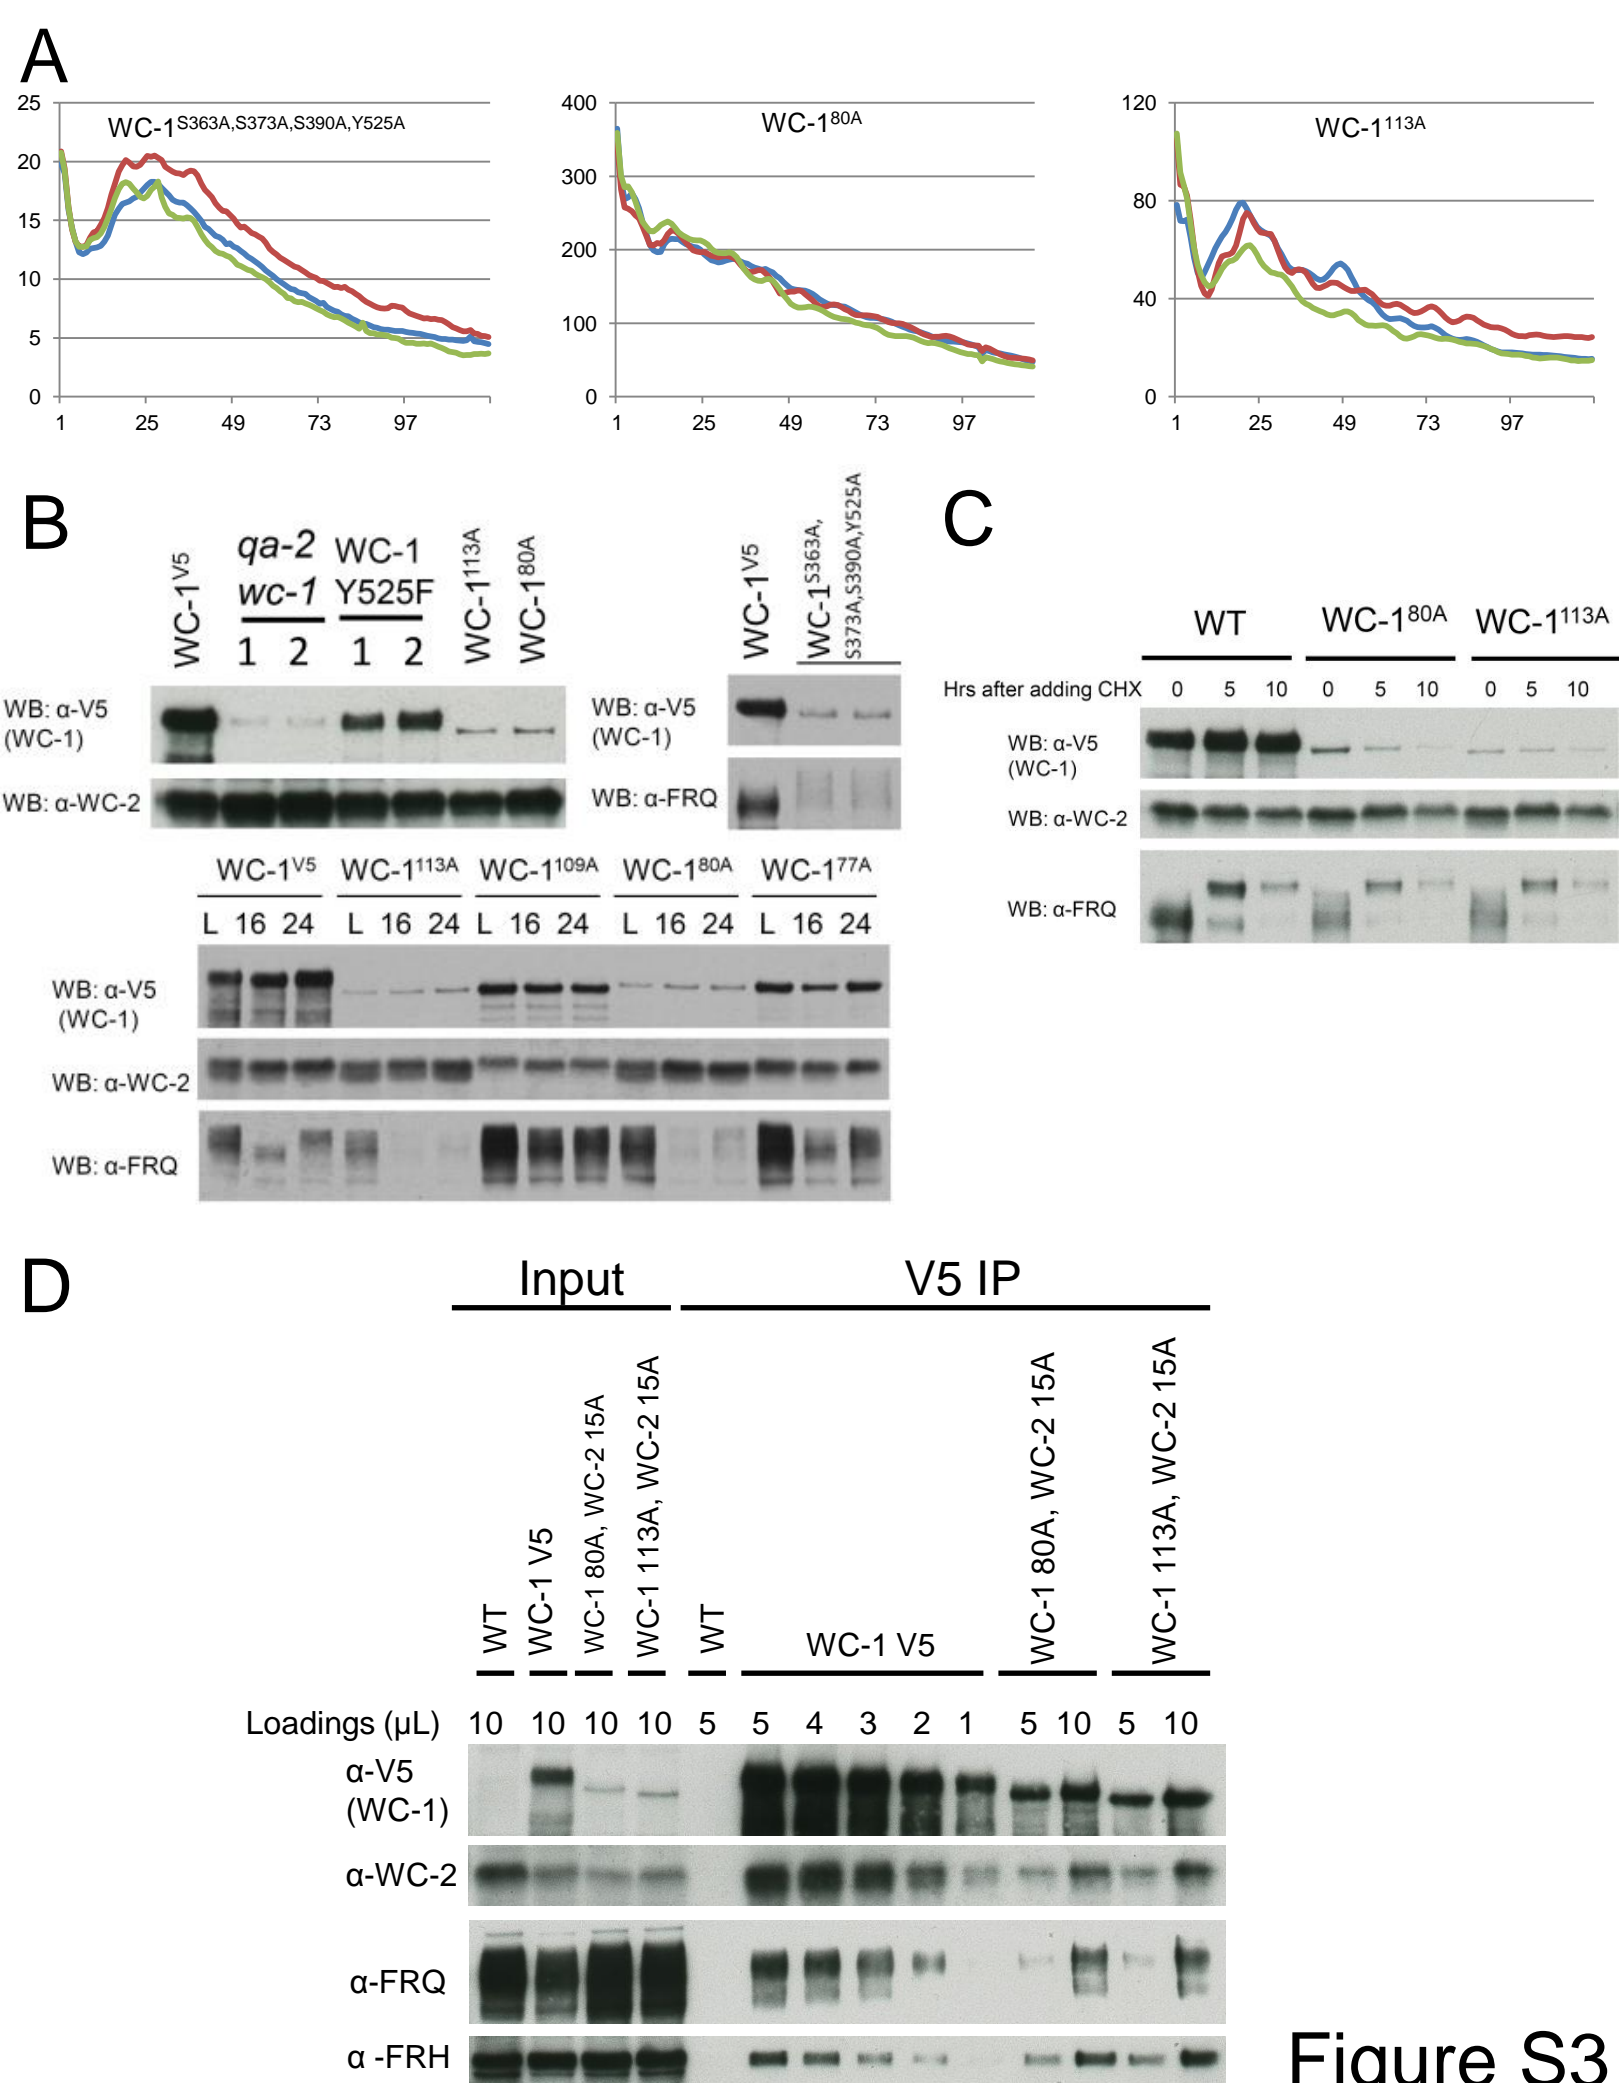 A
WC-1S363A,S373A,S390A,Y525A
25
20
15
10
5
0
1 25 49 73 97
WC-180A
400
300
200
100
0
1 25 49 73 97
WC-1113A
120
80
40
0
1 25 49 73 97
B
WC-1V5
qa-2
wc-1
1 2
WC-1
Y525F
1 2
WC-1113A
WC-180A
WB: α-V5
(WC-1)
WB: α-WC-2
WC-1V5
WC-1S363A,
S373A,S390A,Y525A
WB: α-V5
(WC-1)
WB: α-FRQ
WC-1V5 WC-1113A WC-1109A WC-180A WC-177A
L 16 24 L 16 24 L 16 24 L 16 24 L 16 24
WB: α-V5
(WC-1)
WB: α-WC-2
WB: α-FRQ
C
WT WC-180A WC-1113A
Hrs after adding CHX 0 5 10 0 5 10 0 5 10
WB: α-V5
(WC-1)
WB: α-WC-2
WB: α-FRQ
D
Input V5 IP
WT
WC-1 V5
WC-1 80A, WC-2 15A
WC-1 113A, WC-2 15A
WT
WC-1 V5
WC-1 80A, WC-2 15A
WC-1 113A, WC-2 15A
Loadings (µL) 10 10 10 10 5 5 4 3 2 1 5 10 5 10
α-V5
(WC-1)
α-WC-2
α-FRQ
α -FRH
Figure S3